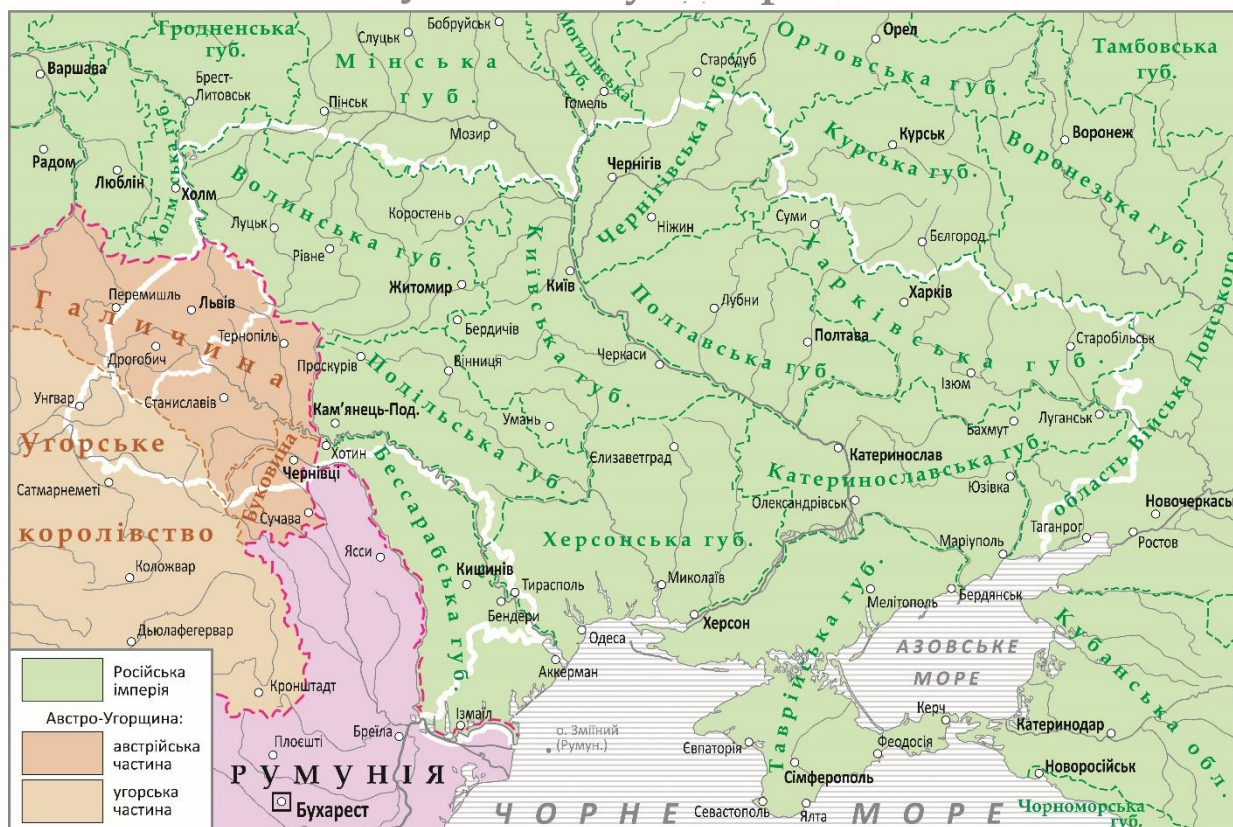 Гродненська
губ.
Бобруйськ
Слуцьк
Мінська
губ.
Могилівська
губ.
Стародуб
Орел
Орловська губ.
Тамбовська
губ.
Варшава
Брест-
Литовськ
Пінськ
Мозир
Гомель
Радом
Люблін
Холм
Холмська губ.
Волинська губ.
Луцьк
Рівне
Коростень
Житомир
Київська губ.
Київ
Чернігів
Чернігівська губ.
Ніжин
Суми
Курськ
Курська губ.
Воронеж
Воронезька губ.
Бєлгород
Харків
Харківська губ.
Перемишль
Львів
Галичина
Тернопіль
Дрогобич
Станиславів
Проскурів
Бердичів
Вінниця
Черкаси
Лубни
Полтава
Полтавська губ.
Старобільськ
Ізюм
Унгвар
Кам'янець-Под.
Подільська губ.
Умань
Бахмут
Луганськ
область Війська Донського
Угорське
королівство
Хотин
Чернівці
Буковина
Бессарабська губ.
Єлизаветград
Катеринослав
Катеринославська губ.
Юзівка
Сатмарнеметі
Сучава
Олександрівськ
Новочеркаськ
Таганрог
Ростов
Ясси
Херсонська губ.
Маріуполь
Коложвар
Кишинів
Тирасполь
Бендери
Миколаїв
Мелітополь
Бердянськ
Херсон
Таврійська губ.
Одеса
Дьюлафегервар
АЗОВСЬКЕ
МОРЕ
Кубанська обл.
Аккерман
Кронштадт
Ізмаїл
Бреїла
о. Зміїний
(Румун.)
Керч
Катеринодар
Плоєшті
РУМУНІЯ
Бухарест
Євпаторія
Феодосія
Сімферополь
Новоросійськ
Севастополь
Ялта
Чорноморська
губ.
ЧОРНЕ МОРЕ
Російська
імперія
Австро-Угорщина:
австрійська
частина
угорська
частина